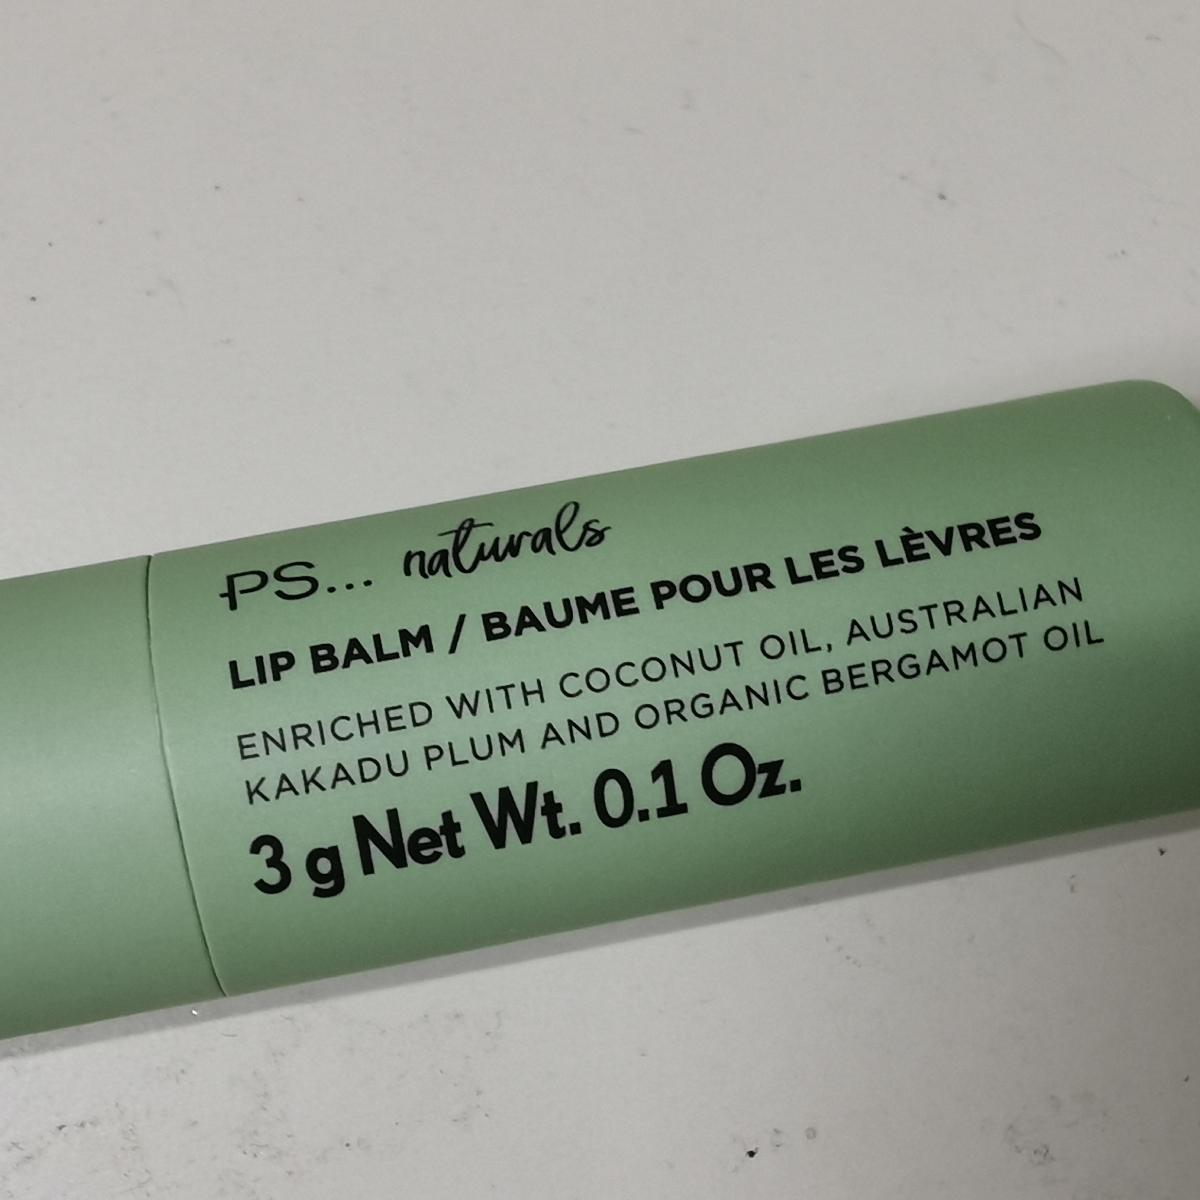 PS... naturals
LIP BALM / BAUME POUR LES LÈVRES
ENRICHED WITH COCONUT OIL, AUSTRALIAN
KAKADU PLUM AND ORGANIC BERGAMOT OIL
3 g Net Wt. 0.1 Oz.